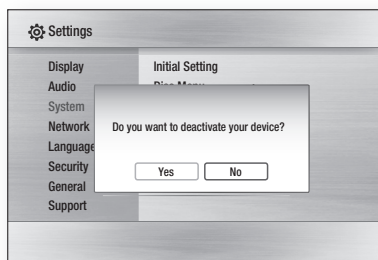 Settings
Display
Audio
System
Network
Language
Security
General
Support
Initial Setting
Do you want to deactivate your device?
Yes
No